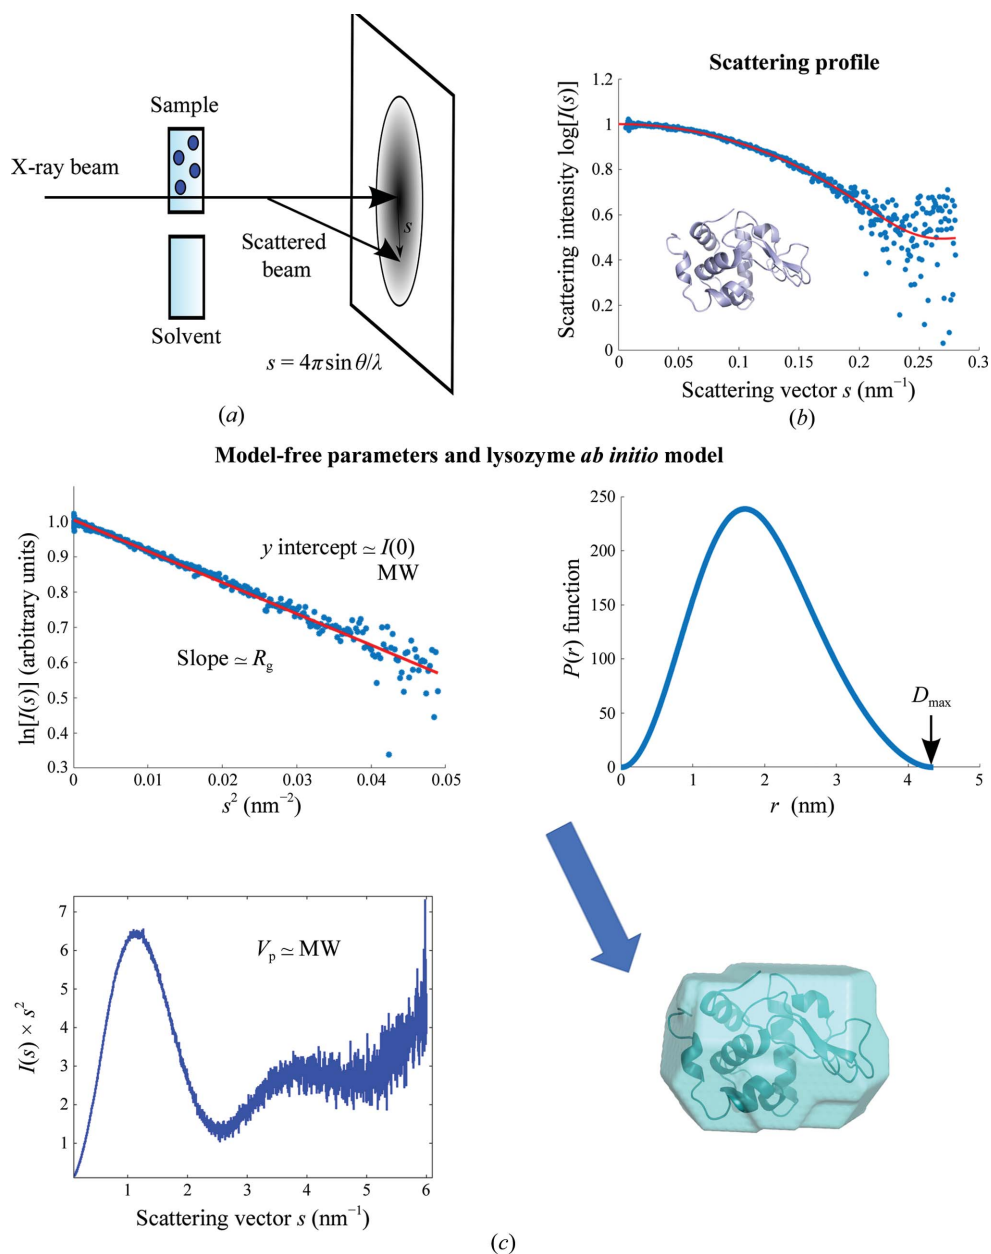 (a)
Sample
X-ray beam
Scattered
beam
s
Solvent
s = 4π sin θ/λ
Scattering profile
Scattering intensity log[I(s)]
1.2
1
0.8
0.6
0.4
0.2
0
0 0.05 0.1 0.15 0.2 0.25 0.3
Scattering vector s (nm⁻¹)
(b)
Model-free parameters and lysozyme ab initio model
ln[I(s)] (arbitrary units)
1.0
0.9
0.8
0.7
0.6
0.5
0.4
0.3
y intercept ≃ I(0)
MW
Slope ≃ Rg
0 0.01 0.02 0.03 0.04 0.05
s² (nm⁻²)
P(r) function
250
200
150
100
50
0
Dmax
0 1 2 3 4 5
r (nm)
I(s) × s²
7
6
5
4
3
2
1
Vp ≃ MW
1 2 3 4 5 6
Scattering vector s (nm⁻¹)
(c)